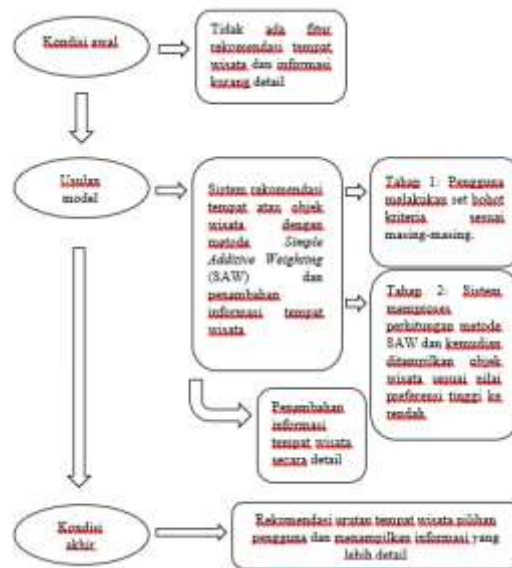 Kondisi awal
Tidak ada fitur
rekomendasi tempat
wisata dan informasi
kurang detail
Usulan
model
Sistem rekomendasi
tempat atau objek
wisata dengan
metode Simple
Additive Weighting
(SAW) dan
penambahan
informasi tempat
wisata
Tahap 1: Pengguna
melakukan set bobot
kriteria sesuai
masing-masing.
Tahap 2: Sistem
memproses
perhitungan metode
SAW dan kemudian
ditampilkan objek
wisata sesuai nilai
preferensi tinggi ke
rendah.
Penambahan
informasi
tempat wisata
secara detail
Kondisi
akhir
Rekomendasi urutan tempat wisata pilihan
pengguna dan menampilkan informasi yang
lebih detail